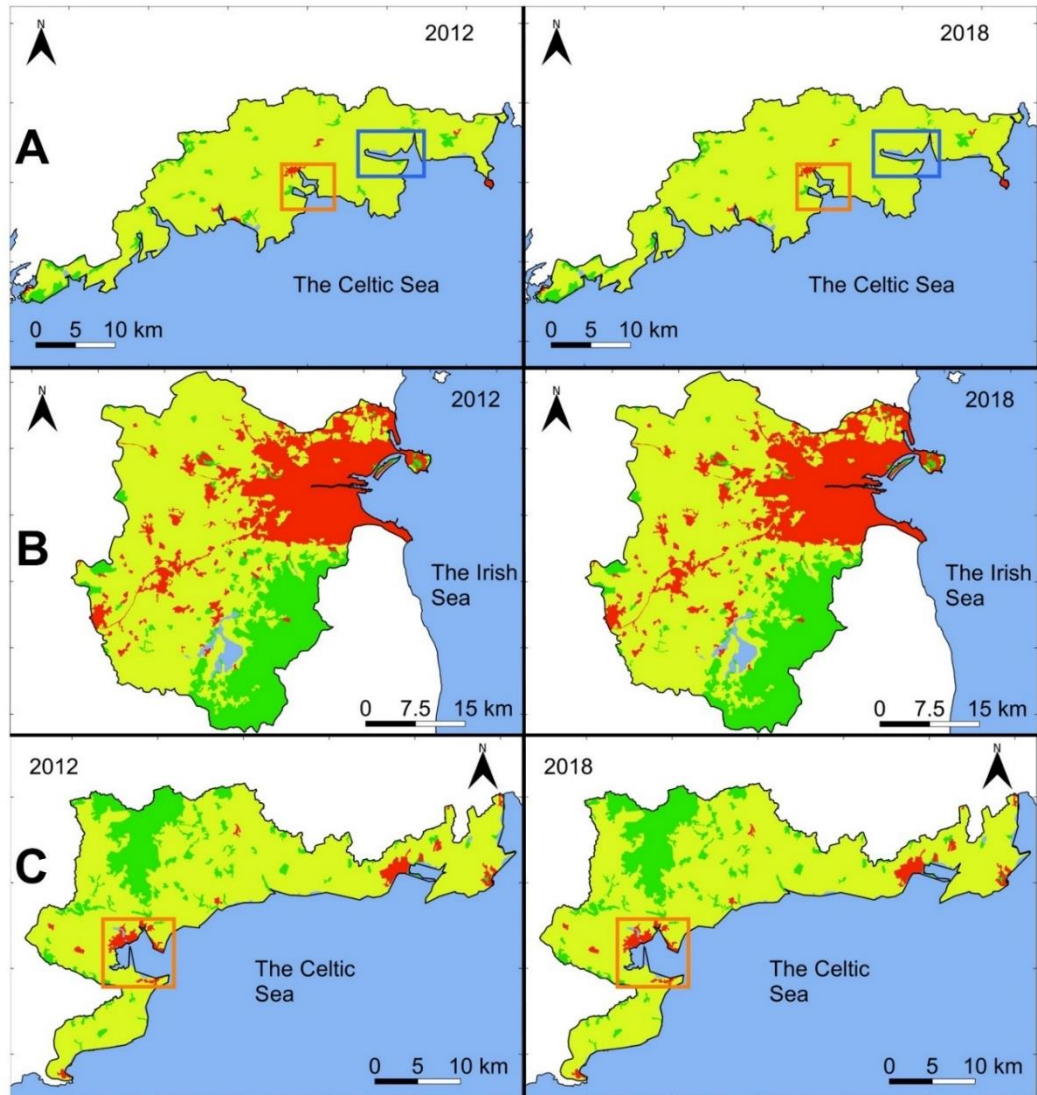 N
2012
N
2018
A
The Celtic Sea
The Celtic Sea
0 5 10 km
0 5 10 km
N
2012
N
2018
B
The Irish
Sea
The Irish
Sea
0 7.5 15 km
0 7.5 15 km
2012
N
2018
N
C
The Celtic
Sea
The Celtic
Sea
0 5 10 km
0 5 10 km